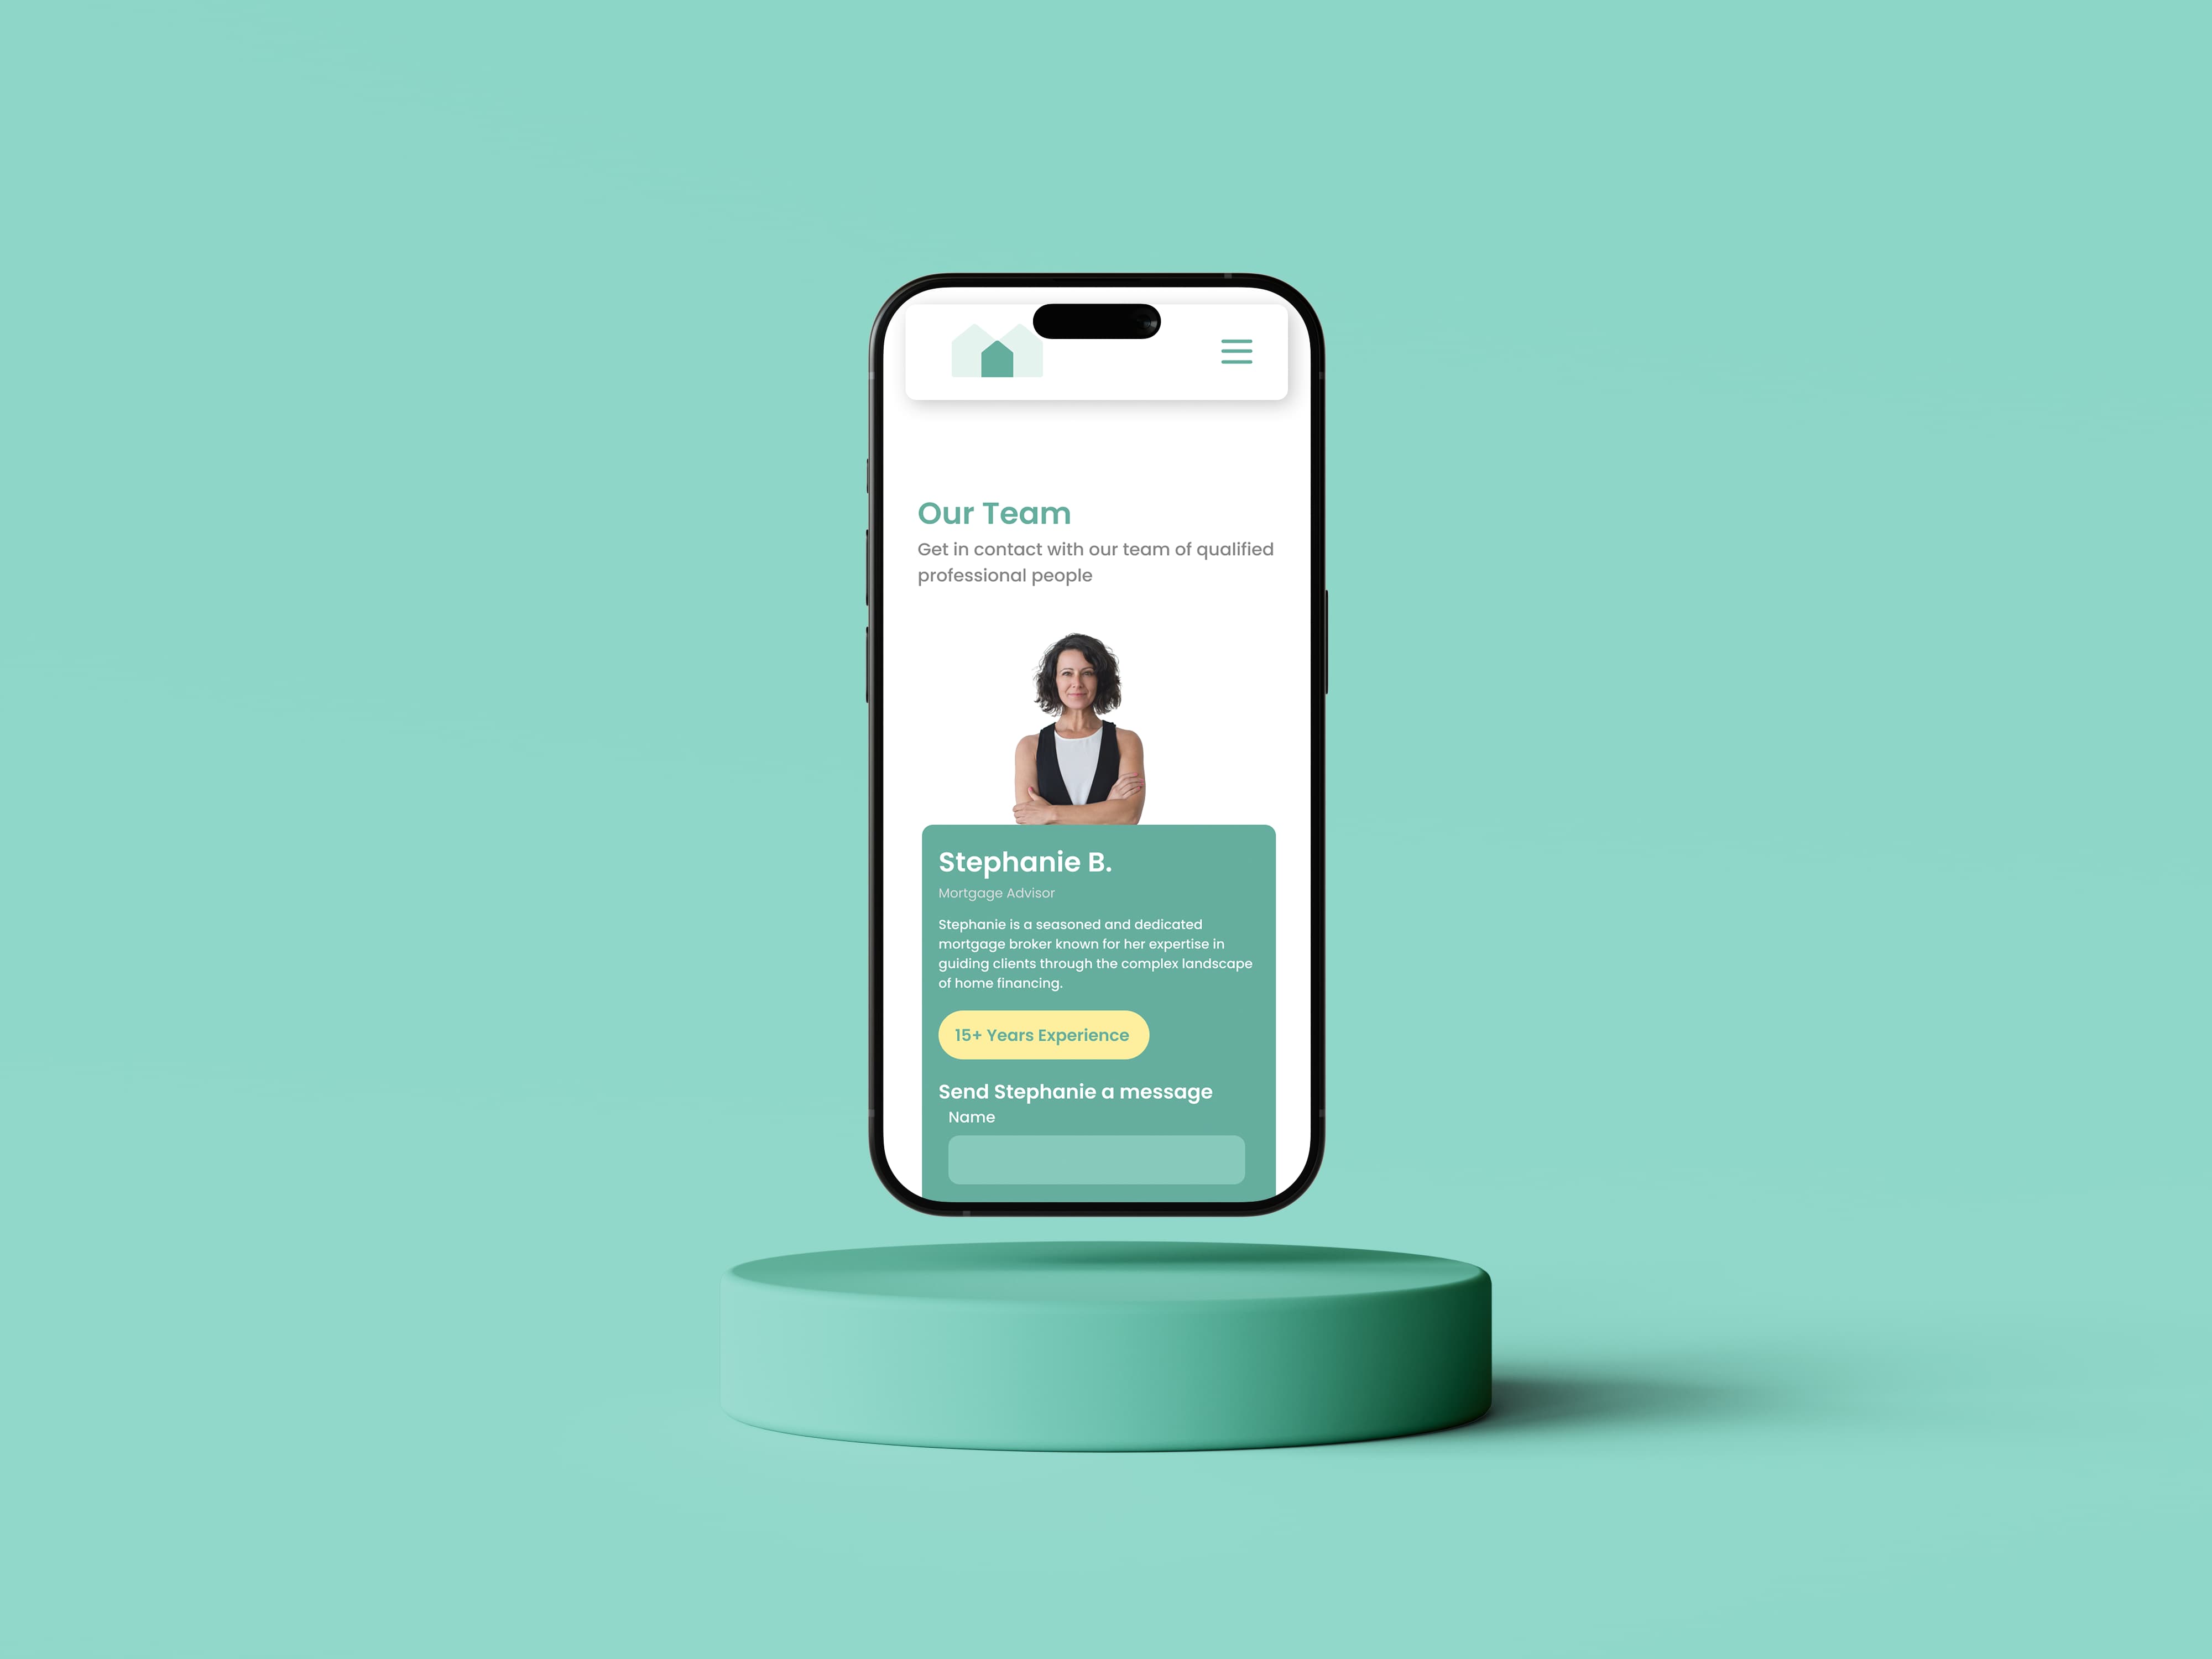 Our Team
Get in contact with our team of qualified
professional people
Stephanie B.
Mortgage Advisor
Stephanie is a seasoned and dedicated
mortgage broker known for her expertise in
guiding clients through the complex landscape
of home financing.
15+ Years Experience
Send Stephanie a message
Name